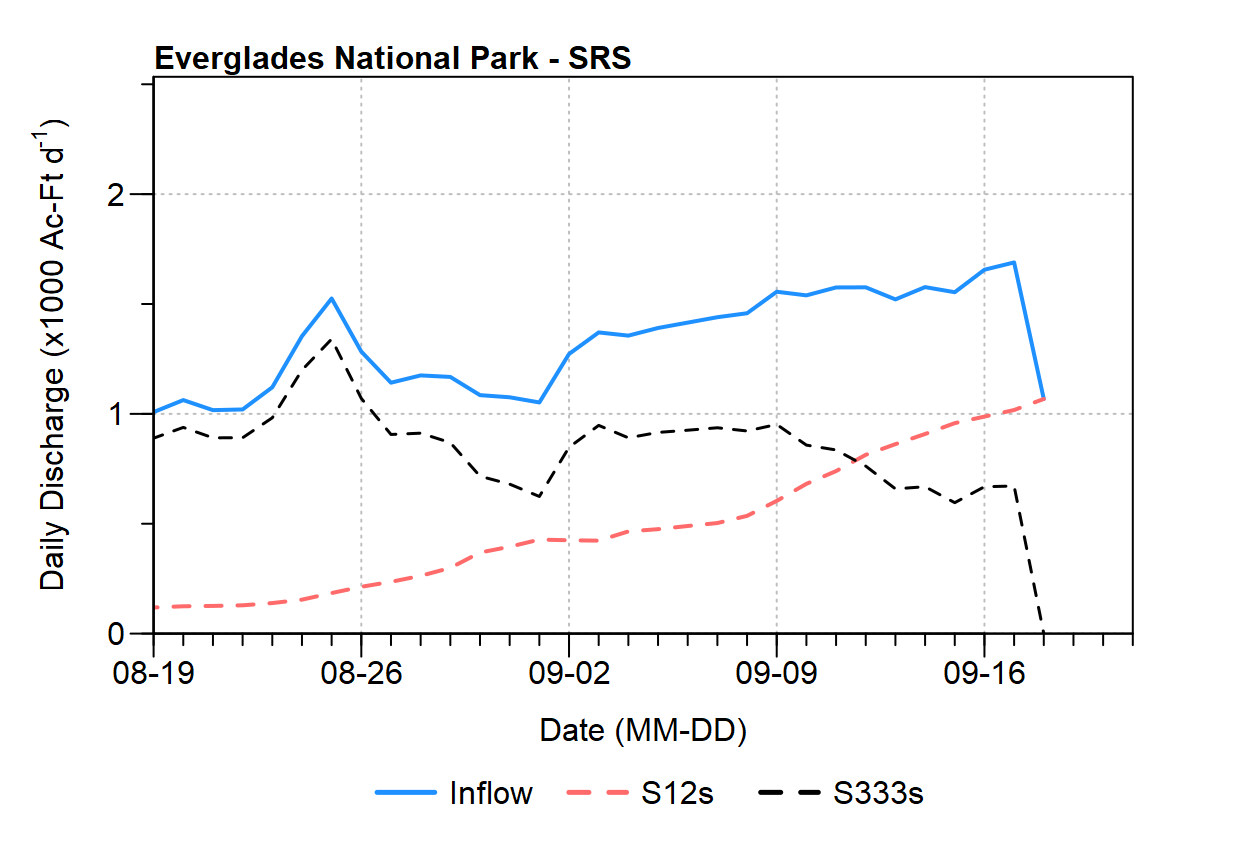 Everglades National Park - SRS
Daily Discharge (x1000 Ac-Ft d⁻¹)
2
1
0
08-19 08-26 09-02 09-09 09-16
Date (MM-DD)
Inflow S12s S333s